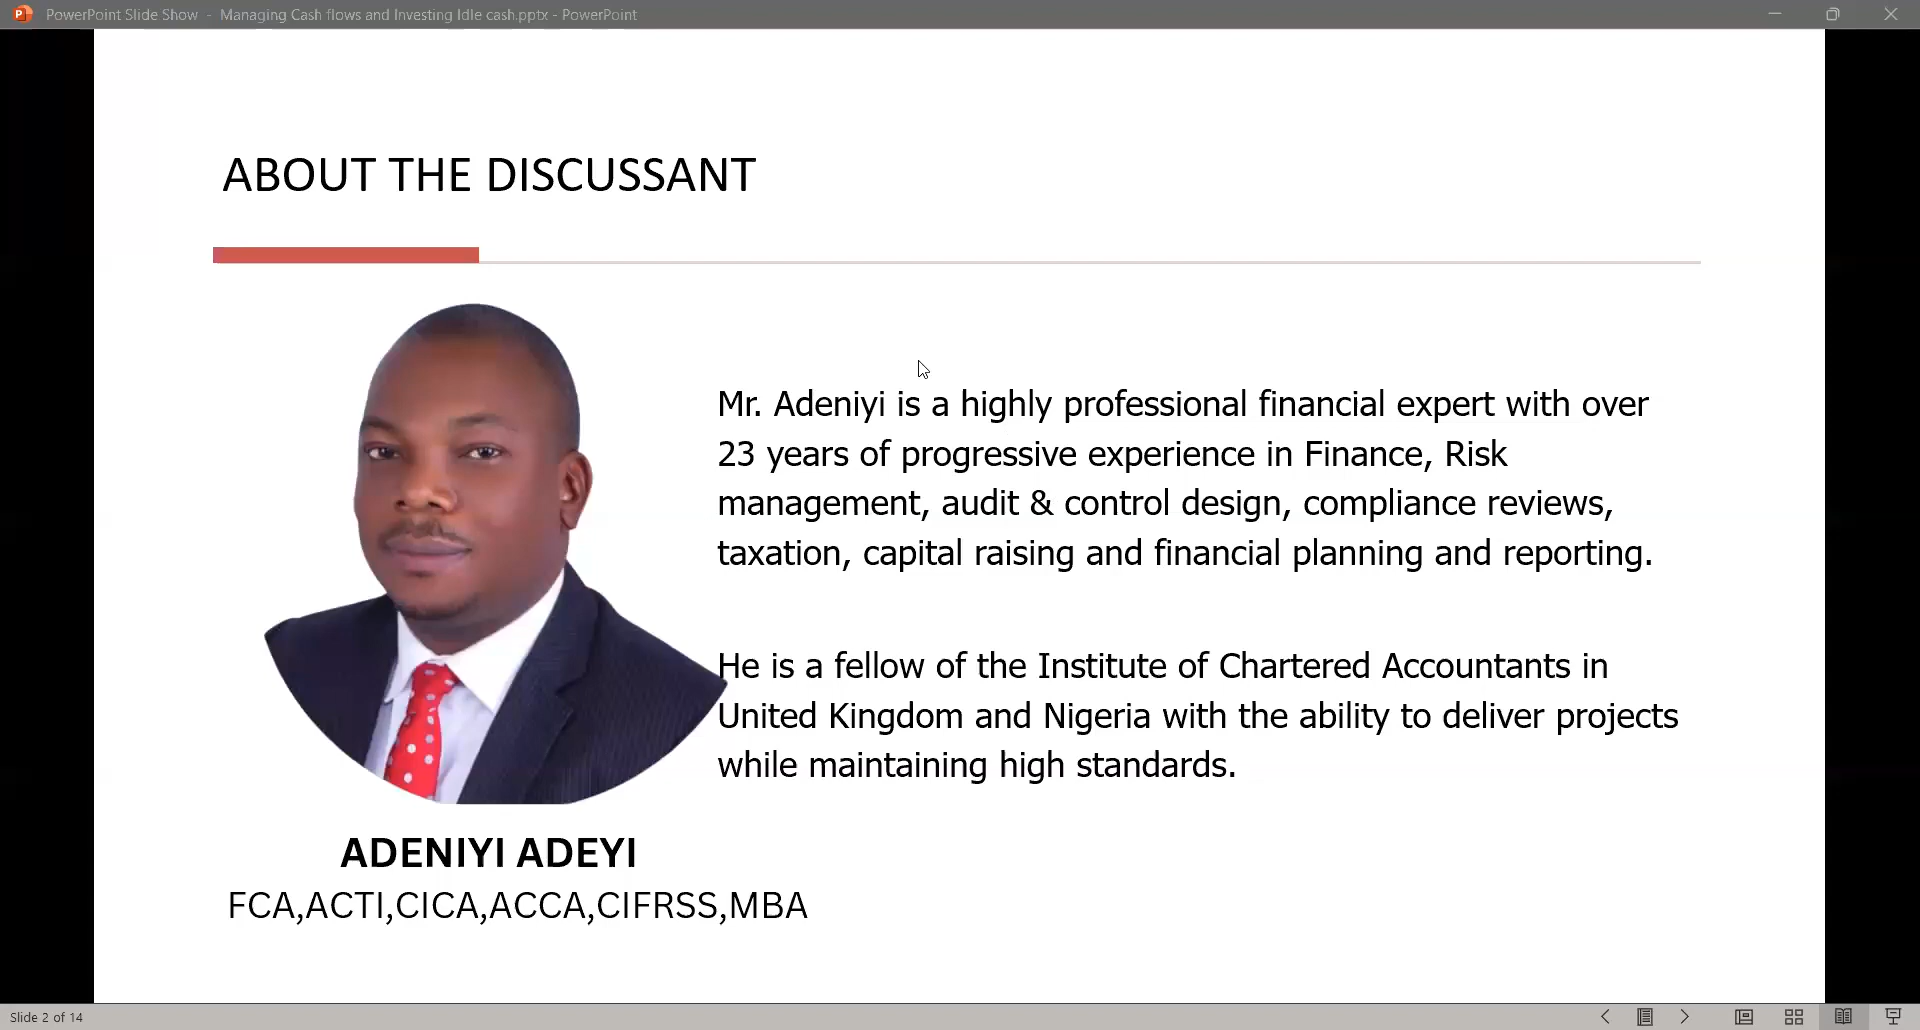 PowerPoint Slide Show - Managing Cash flows and Investing Idle cash.pptx - PowerPoint
ABOUT THE DISCUSSANT
Mr. Adeniyi is a highly professional financial expert with over
23 years of progressive experience in Finance, Risk
management, audit & control design, compliance reviews,
taxation, capital raising and financial planning and reporting.
He is a fellow of the Institute of Chartered Accountants in
United Kingdom and Nigeria with the ability to deliver projects
while maintaining high standards.
ADENIYI ADEYI
FCA,ACTI,CICA,ACCA,CIFRSS,MBA
Slide 2 of 14